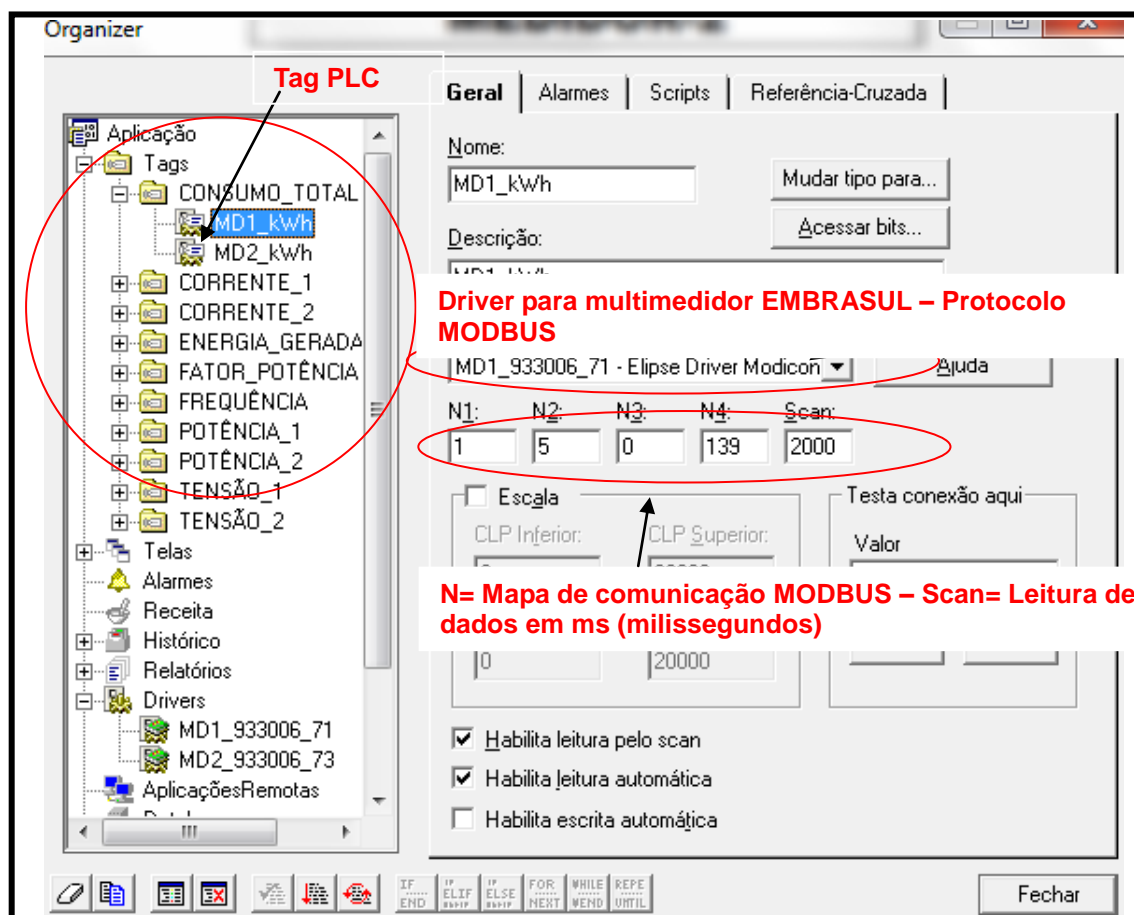 Organizer
Tag PLC
Geral Alarmes Scripts Referência-Cruzada
Aplicação
Tags
CONSUMO_TOTAL
MD1_kWh
MD2_kWh
CORRENTE_1
CORRENTE_2
ENERGIA_GERADA
FATOR_POTÊNCIA
FREQUÊNCIA
POTÊNCIA_1
POTÊNCIA_2
TENSÃO_1
TENSÃO_2
Telas
Alarmes
Receita
Histórico
Relatórios
Drivers
MD1_933006_71
MD2_933006_73
AplicaçõesRemotas
Nome:
MD1_kWh
Mudar tipo para...
Acessar bits...
Descrição:
MD1_kWh
Driver para multimedidor EMBRASUL – Protocolo
MODBUS
MD1_933006_71 - Elipse Driver Modicon
Ajuda
N1: N2: N3: N4: Scan:
1 5 0 139 2000
Escala
CLP Inferior: CLP Superior:
Testa conexão aqui
Valor
N= Mapa de comunicação MODBUS – Scan= Leitura de
dados em ms (milissegundos)
0 20000
Habilita leitura pelo scan
Habilita leitura automática
Habilita escrita automática
IF END
ELIF
ELSE
FOR NEXT
WHILE WEND
REPE UNTIL
Fechar